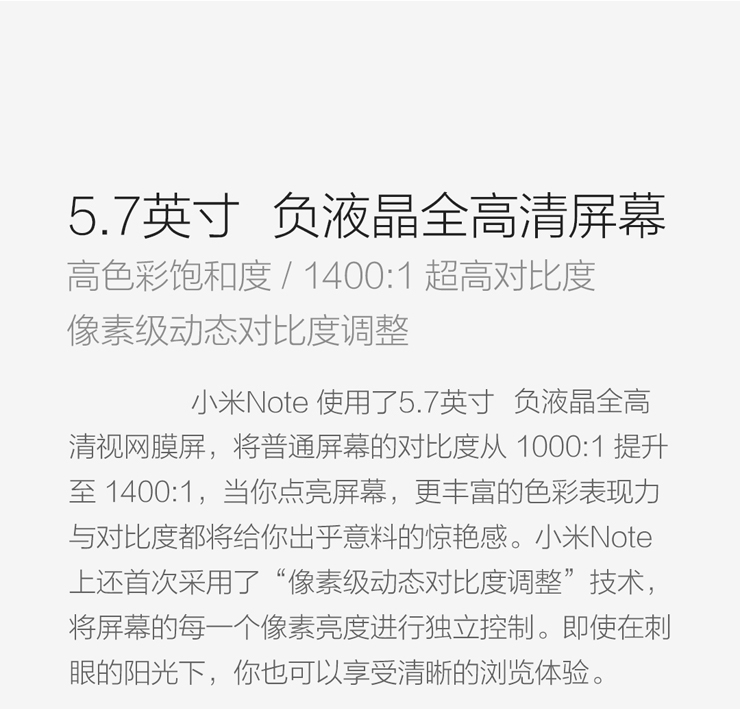 5.7英寸 负液晶全高清屏幕
高色彩饱和度 / 1400:1 超高对比度
像素级动态对比度调整
小米Note 使用了5.7英寸 负液晶全高
清视网膜屏，将普通屏幕的对比度从 1000:1 提升
至 1400:1，当你点亮屏幕，更丰富的色彩表现力
与对比度都将给你出乎意料的惊艳感。小米Note
上还首次采用了“像素级动态对比度调整”技术，
将屏幕的每一个像素亮度进行独立控制。即使在刺
眼的阳光下，你也可以享受清晰的浏览体验。